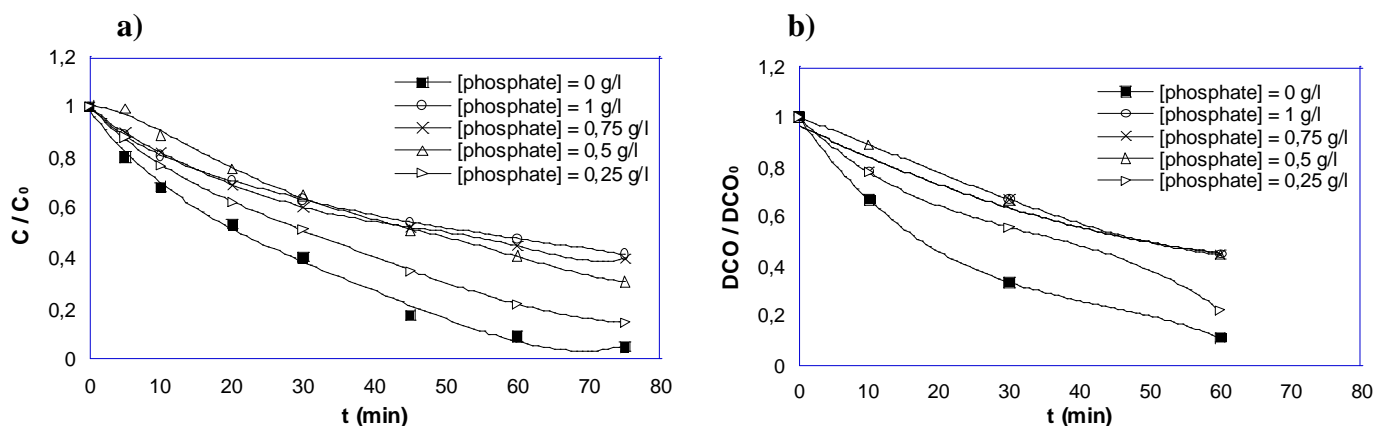 a)
1,2
1
0,8
0,6
0,4
0,2
0
C / C₀
0 10 20 30 40 50 60 70 80
t (min)
[phosphate] = 0 g/l
[phosphate] = 1 g/l
[phosphate] = 0,75 g/l
[phosphate] = 0,5 g/l
[phosphate] = 0,25 g/l
b)
1,2
1
0,8
0,6
0,4
0,2
0
DCO / DCO₀
0 10 20 30 40 50 60 70 80
t (min)
[phosphate] = 0 g/l
[phosphate] = 1 g/l
[phosphate] = 0,75 g/l
[phosphate] = 0,5 g/l
[phosphate] = 0,25 g/l